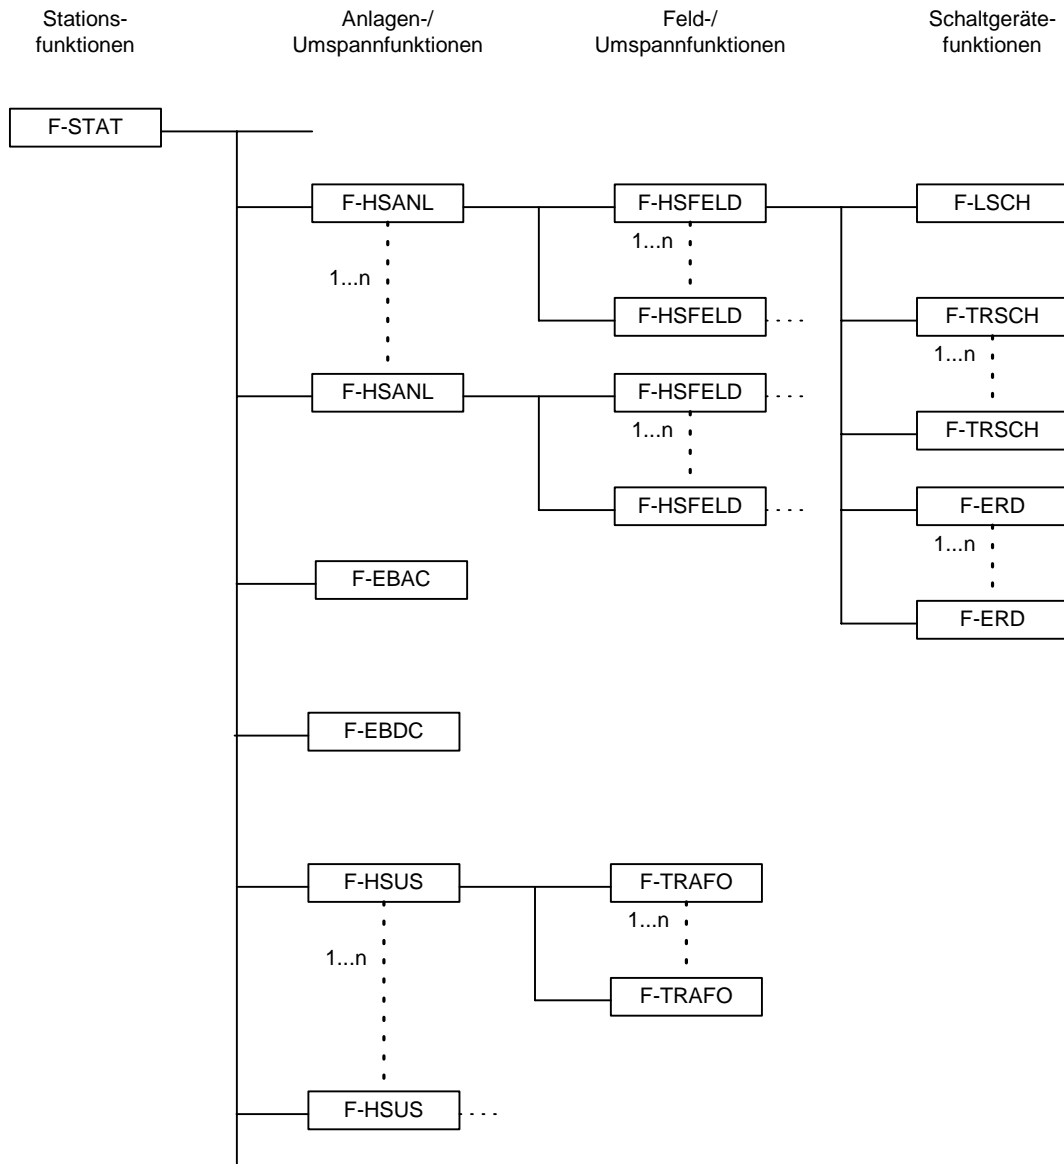 Stations-
funktionen
Anlagen-/
Umspannfunktionen
Feld-/
Umspannfunktionen
Schaltgeräte-
funktionen
F-STAT
F-HSANL
F-HSFELD
F-LSCH
1...n
1...n
F-HSFELD
F-TRSCH
1...n
F-HSANL
F-HSFELD
1...n
F-TRSCH
F-HSFELD
F-ERD
1...n
F-EBAC
F-ERD
F-EBDC
F-HSUS
F-TRAFO
1...n
1...n
F-TRAFO
F-HSUS